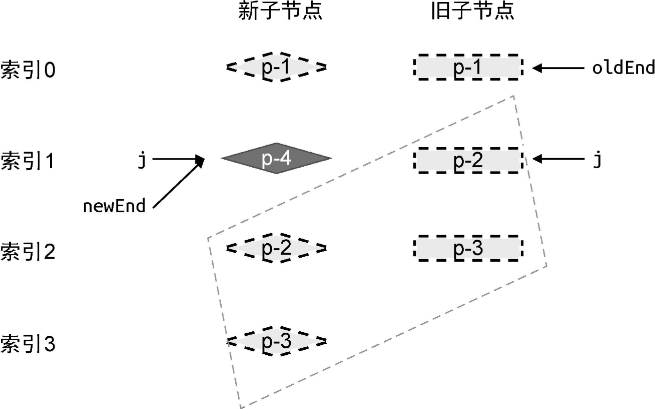 新子节点 旧子节点
索引0 p-1 p-1 oldEnd
索引1 j p-4 p-2 j
newEnd
索引2 p-2 p-3
索引3 p-3